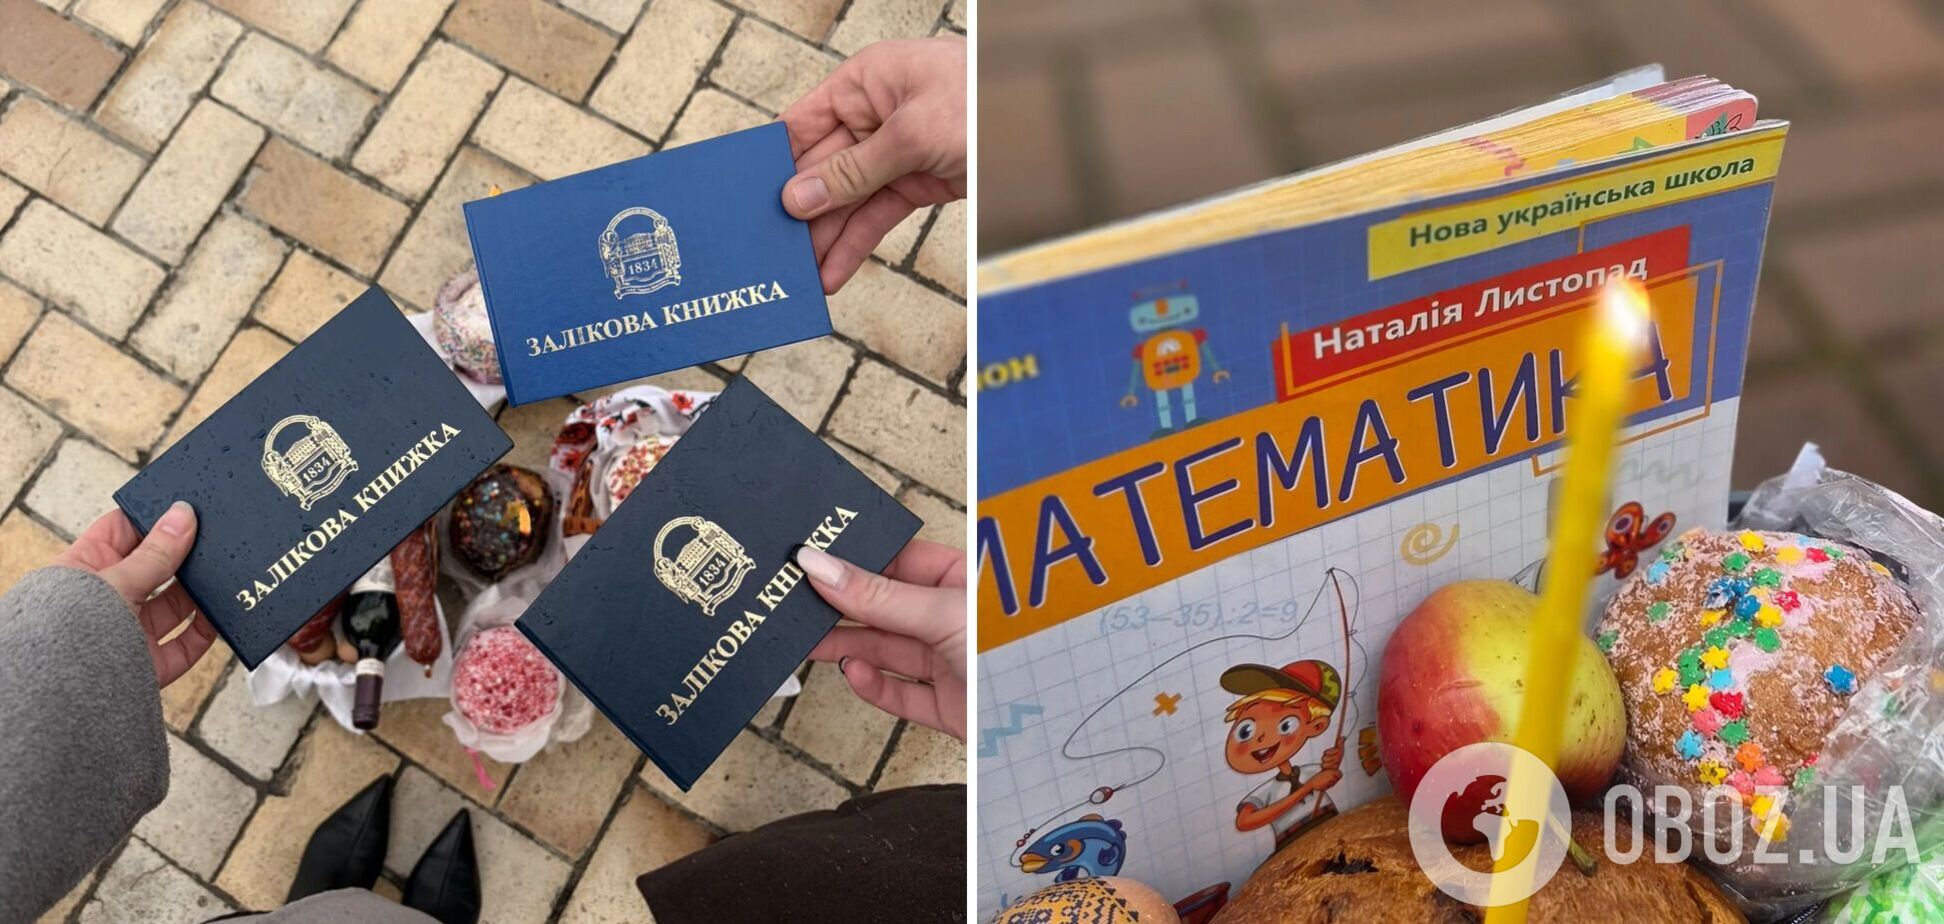 1834
ЗАЛІКОВА КНИЖКА
1834
ЗАЛІКОВА КНИЖКА
1834
ЗАЛІКОВА КНИЖКА
Нова українська школа
Наталія Листопад
МАТЕМАТИКА
(53-35):2=9
OBOZ.UA